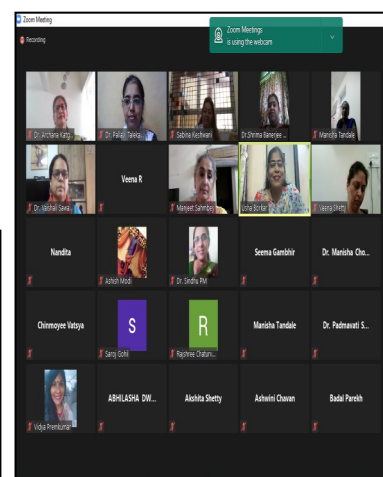 Zoom Meeting
Recording
Zoom Meetings
is using the webcam
Dr. Archana Katg...
Dr. Pallavi Taleka...
Sabina Keshwani
Dr.Shrima Banerjee ...
Manisha Tandale
Dr. Vaishali Sawa...
Veena R
Manjeet Sahmbey
Usha Borkar
Veena Shetty
Nandita
Ashish Modi
Dr. Sindhu PM
Seema Gambhir
Dr. Manisha Cho...
Chinmoyee Vatsya
S
Saroj Gohil
R
Rajshree Chaturv...
Manisha Tandale
Dr. Padmavati S...
Vidya Premkumar
ABHILASHA DW...
Akshita Shetty
Ashwini Chavan
Badal Parekh